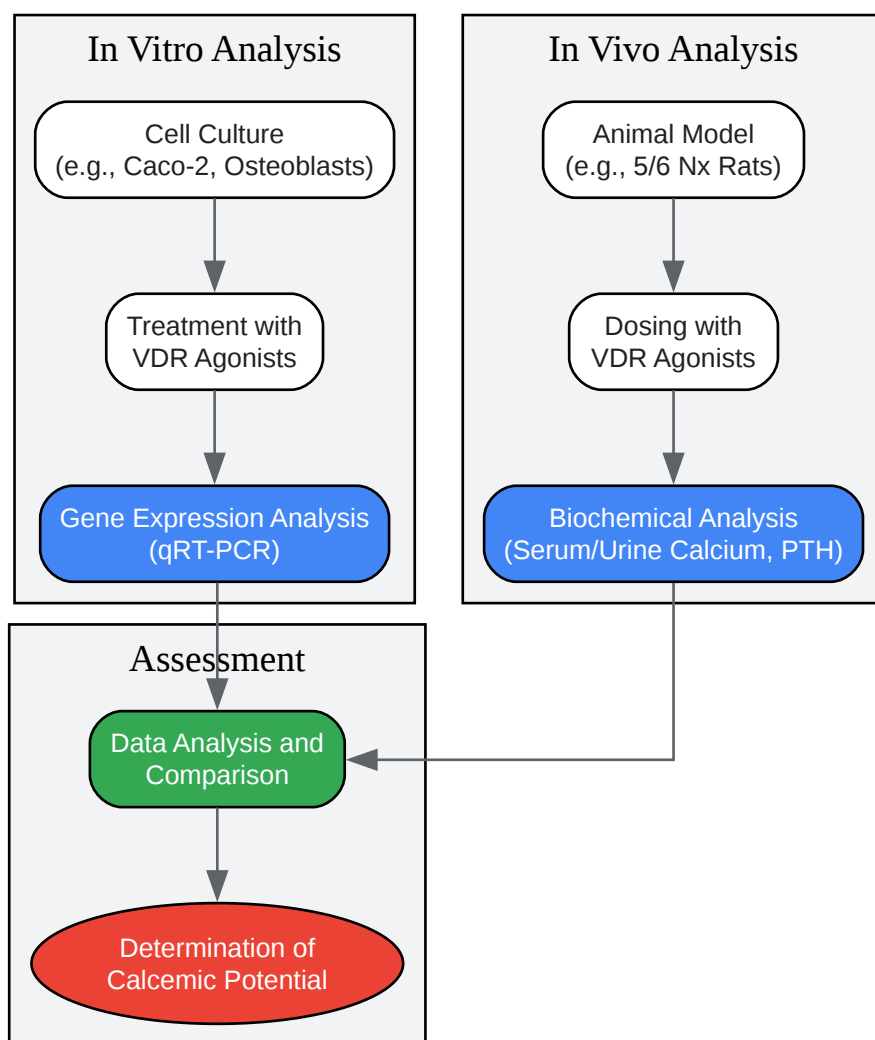 In Vitro Analysis
Cell Culture
(e.g., Caco-2, Osteoblasts)
Treatment with
VDR Agonists
Gene Expression Analysis
(qRT-PCR)
In Vivo Analysis
Animal Model
(e.g., 5/6 Nx Rats)
Dosing with
VDR Agonists
Biochemical Analysis
(Serum/Urine Calcium, PTH)
Assessment
Data Analysis and
Comparison
Determination of
Calcemic Potential